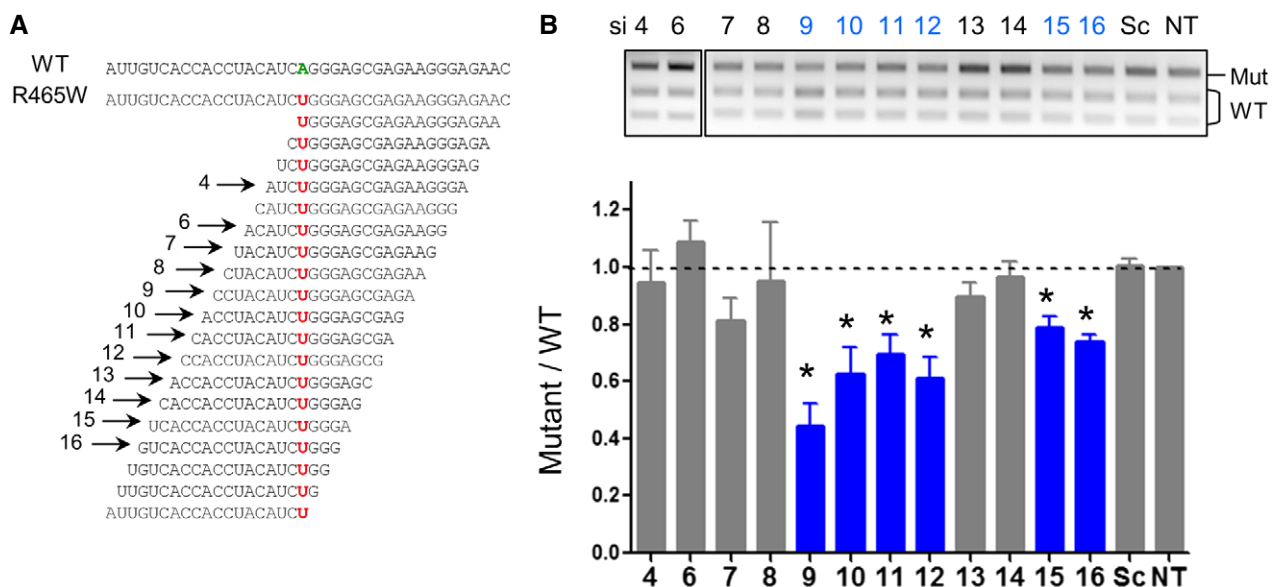 A
WT AUUGUCACCACCUACAUCAGGGAGCGAGAAGGGAGAAC
R465W AUUGUCACCACCUACAUCUGGGAGCGAGAAGGGAGAAC
UGGGAGCGAGAAGGGAGAA
CUGGGAGCGAGAAGGGAGA
UCUGGGAGCGAGAAGGGAG
4 AUCUGGGAGCGAGAAGGGA
CAUCUGGGAGCGAGAAGGG
6 ACAUCUGGGAGCGAGAAGG
7 UACAUCUGGGAGCGAGAAG
8 CUACAUCUGGGAGCGAGAA
9 CCUACAUCUGGGAGCGAGA
10 ACCUACAUCUGGGAGCGAG
11 CACCUACAUCUGGGAGCGA
12 CCACCUACAUCUGGGAGCG
13 ACCACCUACAUCUGGGAGC
14 CACCACCUACAUCUGGGAG
15 UCACCACCUACAUCUGGGA
16 GUCACCACCUACAUCUGGG
UGUCACCACCUACAUCUGG
UUGUCACCACCUACAUCUG
AUUGUCACCACCUACAUCU
B
si 4 6 7 8 9 10 11 12 13 14 15 16 Sc NT
Mut
WT
Mutant / WT
1.2
1.0
0.8
0.6
0.4
0.2
0.0
* * * * * *
4 6 7 8 9 10 11 12 13 14 15 16 Sc NT